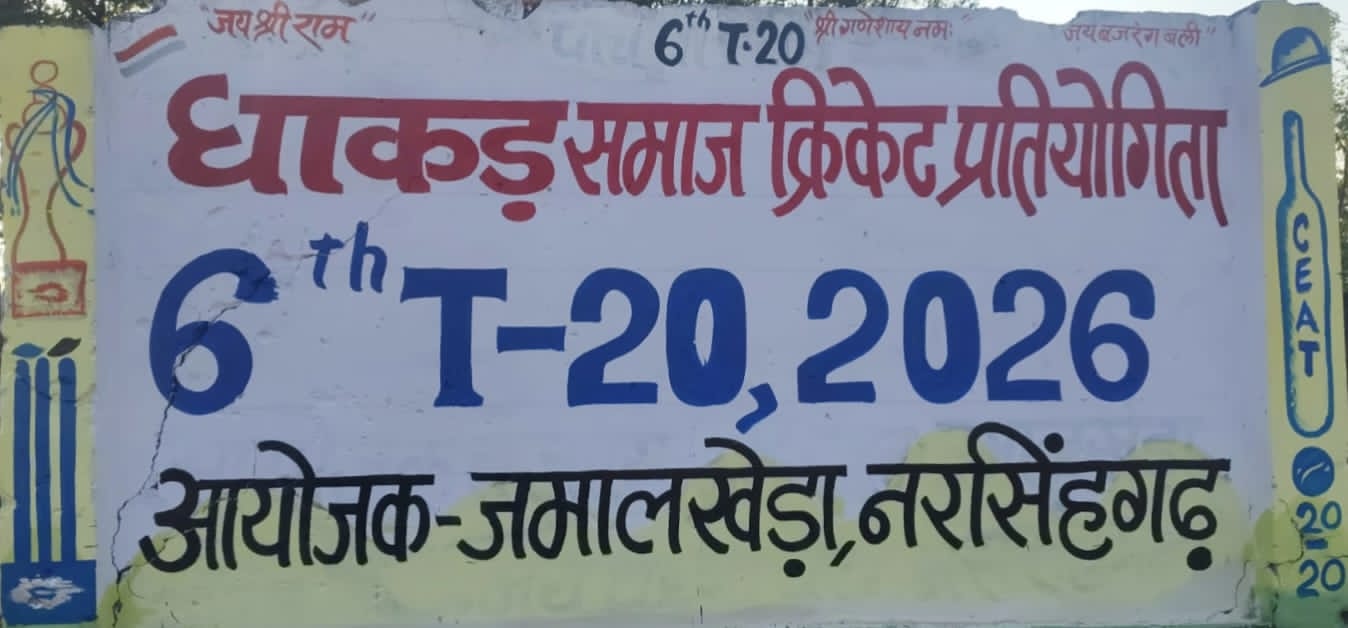 "जय श्री राम" 6th T-20 "श्री गणेशाय नमः" जय बजरंग बली"
धाकड़ समाज क्रिकेट प्रतियोगिता
6th T-20, 2026
आयोजक-जमालखेड़ा, नरसिंहगढ़
CEAT
20-20